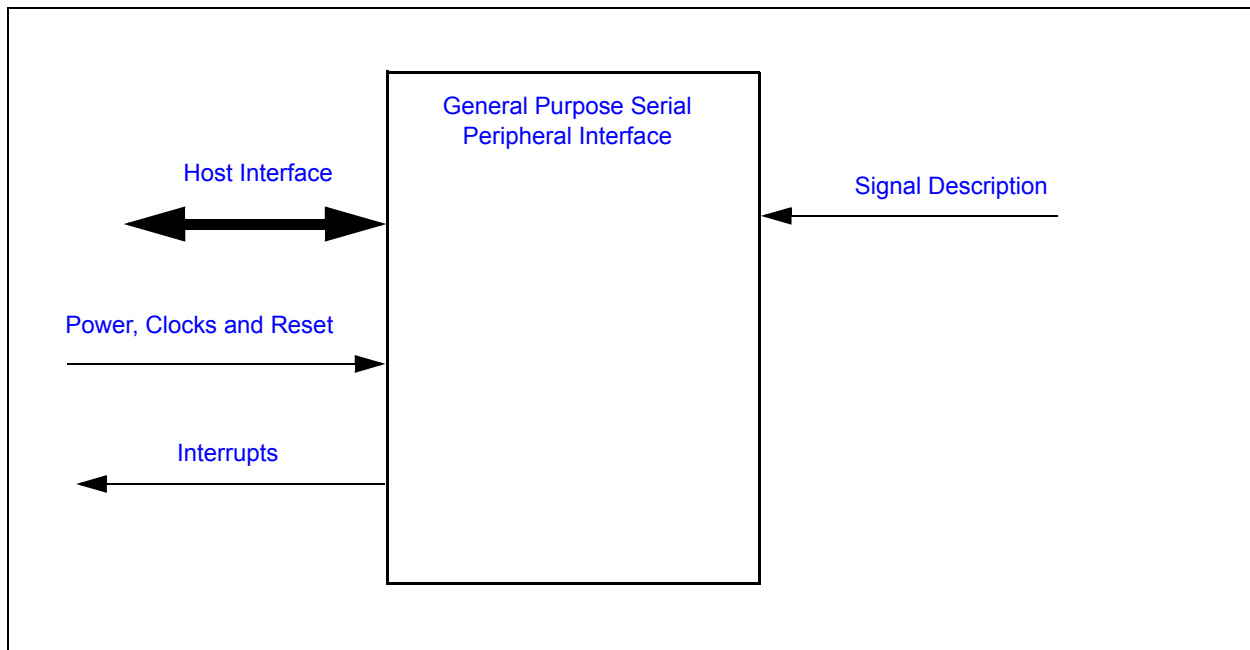 General Purpose Serial
Peripheral Interface
Host Interface
Signal Description
Power, Clocks and Reset
Interrupts